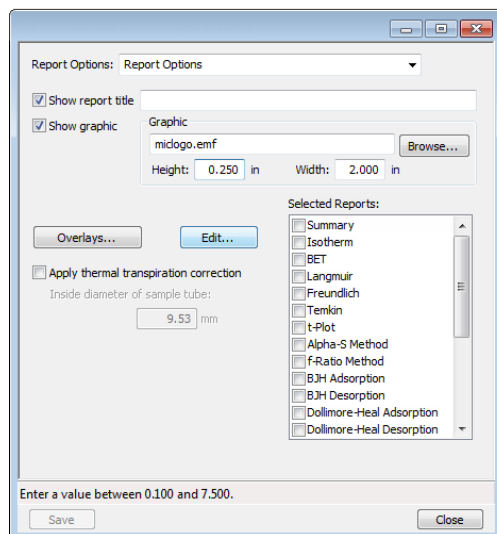 Report Options: Report Options
Show report title
Show graphic
Graphic
miclogo.emf Browse...
Height: 0.250 in Width: 2.000 in
Selected Reports:
Overlays... Edit...
Apply thermal transpiration correction
Inside diameter of sample tube:
9.53 mm
Summary
Isotherm
BET
Langmuir
Freundlich
Temkin
t-Plot
Alpha-S Method
f-Ratio Method
BJH Adsorption
BJH Desorption
Dollimore-Heal Adsorption
Dollimore-Heal Desorption
Enter a value between 0.100 and 7.500.
Save Close